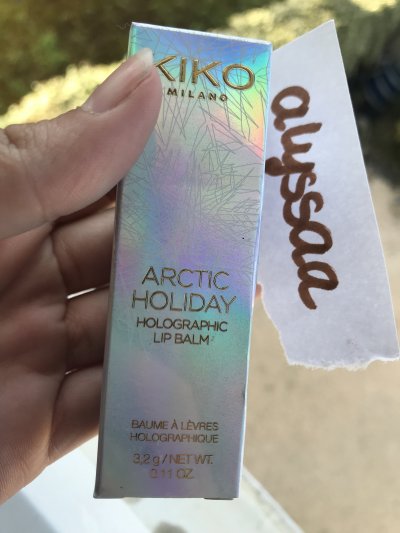 KIKO
MILANO
ARCTIC
HOLIDAY
HOLOGRAPHIC
LIP BALM
BAUME À LÈVRES
HOLOGRAPHIQUE
3,2 g / NET WT.
0.11 OZ.
alyssaa